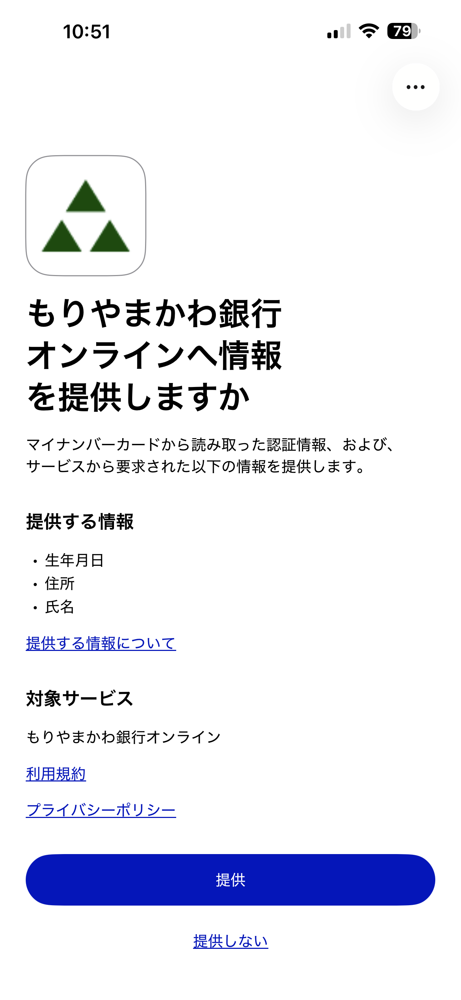 10:51
79
もりやまかわ銀行
オンラインへ情報
を提供しますか
マイナンバーカードから読み取った認証情報、および、
サービスから要求された以下の情報を提供します。
提供する情報
・生年月日
・住所
・氏名
提供する情報について
対象サービス
もりやまかわ銀行オンライン
利用規約
プライバシーポリシー
提供
提供しない